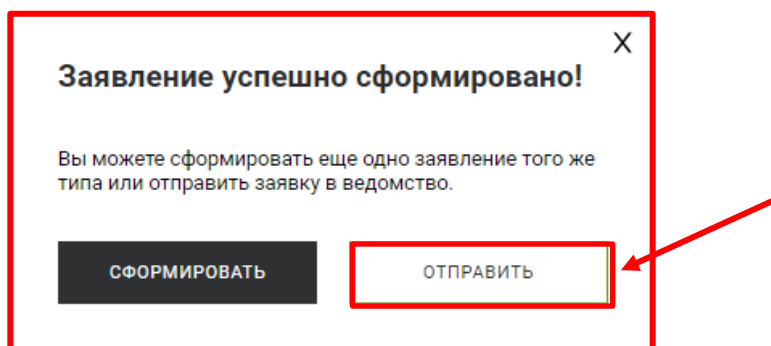 X
Заявление успешно сформировано!
Вы можете сформировать еще одно заявление того же
типа или отправить заявку в ведомство.
СФОРМИРОВАТЬ
ОТПРАВИТЬ